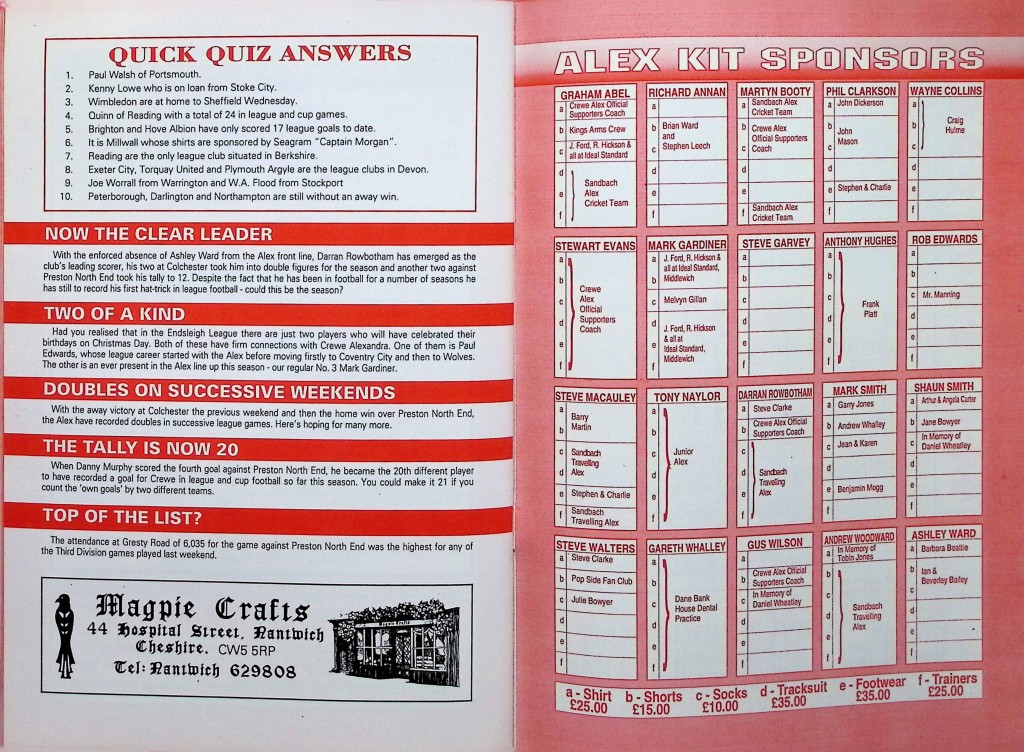 QUICK QUIZ ANSWERS
1. Paul Walsh of Portsmouth.
2. Kenny Lowe who is on loan from Stoke City.
3. Wimbledon are at home to Sheffield Wednesday.
4. Quinn of Reading with a total of 24 in league and cup games.
5. Brighton and Hove Albion have only scored 17 league goals to date.
6. It is Millwall whose shirts are sponsored by Seagram "Captain Morgan".
7. Reading are the only league club situated in Berkshire.
8. Exeter City, Torquay United and Plymouth Argyle are the league clubs in Devon.
9. Joe Worrall from Warrington and W.A. Flood from Stockport
10. Peterborough, Darlington and Northampton are still without an away win.
NOW THE CLEAR LEADER
With the enforced absence of Ashley Ward from the Alex front line, Darran Rowbotham has emerged as the
club's leading scorer, his two at Colchester took him into double figures for the season and another two against
Preston North End took his tally to 12. Despite the fact that he has been in football for a number of seasons he
has still to record his first hat-trick in league football - could this be the season?
TWO OF A KIND
Had you realised that in the Endsleigh League there are just two players who will have celebrated their
birthdays on Christmas Day. Both of these have firm connections with Crewe Alexandra. One of them is Paul
Edwards, whose league career started with the Alex before moving firstly to Coventry City and then to Wolves.
The other is an ever present in the Alex line up this season - our regular No. 3 Mark Gardiner.
DOUBLES ON SUCCESSIVE WEEKENDS
With the away victory at Colchester the previous weekend and then the home win over Preston North End,
the Alex have recorded doubles in successive league games. Here's hoping for many more.
THE TALLY IS NOW 20
When Danny Murphy scored the fourth goal against Preston North End, he became the 20th different player
to have recorded a goal for Crewe in league and cup football so far this season. You could make it 21 if you
count the 'own goals' by two different teams.
TOP OF THE LIST?
The attendance at Gresty Road of 6,035 for the game against Preston North End was the highest for any of
the Third Division games played last weekend.
Magpie Crafts
44 Hospital Street, Nantwich
Cheshire. CW5 5RP
Tel: Nantwich 629808
Magpie Crafts
ALEX KIT SPONSORS
GRAHAM ABEL
a Crewe Alex Official
Supporters Coach
b Kings Arms Crew
c J. Ford, R. Hickson &
all at Ideal Standard
d
e Sandbach
Alex
Cricket Team
f
RICHARD ANNAN
a
b Brian Ward
and
c Stephen Leech
d
e
f
MARTYN BOOTY
a Sandbach Alex
Cricket Team
b Crewe Alex
Official Supporters
c Coach
d
e
f Sandbach Alex
Cricket Team
PHIL CLARKSON
a John Dickerson
b John
Mason
c
d
e Stephen & Charlie
f
WAYNE COLLINS
a
b Craig
Hulme
c
d
e
f
STEWART EVANS
a
b
c Crewe
Alex
d Official
Supporters
e Coach
f
MARK GARDINER
a J. Ford, R. Hickson &
all at Ideal Standard,
b Middlewich
c Melvyn Gillan
d J. Ford, R. Hickson
& all at
e Ideal Standard,
Middlewich
f
STEVE GARVEY
a
b
c
d
e
f
ANTHONY HUGHES
a
b
c
d Frank
Platt
e
f
ROB EDWARDS
a
b
c Mr. Manning
d
e
f
STEVE MACAULEY
a Barry
b Martin
c Sandbach
Travelling
d Alex
e Stephen & Charlie
f Sandbach
Travelling Alex
TONY NAYLOR
a
b
c Junior
d Alex
e
f
DARRAN ROWBOTHAM
a Steve Clarke
b Crewe Alex Official
Supporters Coach
c
d Sandbach
Travelling
e Alex
f
MARK SMITH
a Garry Jones
b Andrew Whalley
c Jean & Karen
d
e Benjamin Mogg
f
SHAUN SMITH
a Arthur & Angela Carter
b Jane Bowyer
c In Memory of
Daniel Wheatley
d
e
f
STEVE WALTERS
a Steve Clarke
b Pop Side Fan Club
c Julie Bowyer
d
e
f
GARETH WHALLEY
a
b
c Dane Bank
House Dental
d Practice
e
f
GUS WILSON
a
b Crewe Alex Official
Supporters Coach
c In Memory of
Daniel Wheatley
d
e
f
ANDREW WOODWARD
a In Memory of
Tobin Jones
b
c
d Sandbach
Travelling
e Alex
f
ASHLEY WARD
a Barbara Beattie
b Ian &
Beverley Bailey
c
d
e
f
a - Shirt b - Shorts c - Socks d - Tracksuit e - Footwear f - Trainers
£25.00 £15.00 £10.00 £35.00 £35.00 £25.00